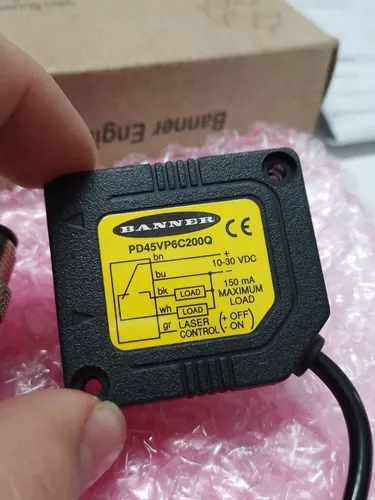 Banner Engi
BANNER
CE
PD45VP6C200Q
bn +
10-30 VDC
bu -
bk LOAD
150 mA
MAXIMUM
LOAD
wh LOAD
gr LASER CONTROL (+ OFF)
(- ON)